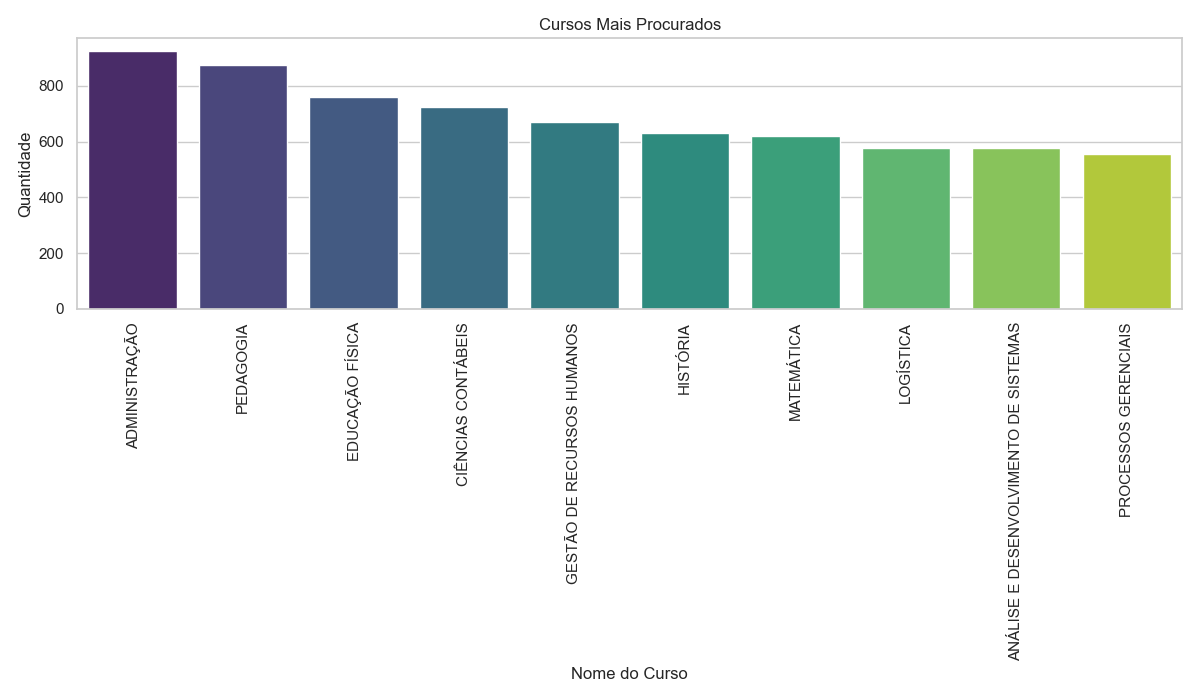 Cursos Mais Procurados
Quantidade
800
600
400
200
0
ADMINISTRAÇÃO
PEDAGOGIA
EDUCAÇÃO FÍSICA
CIÊNCIAS CONTÁBEIS
GESTÃO DE RECURSOS HUMANOS
HISTÓRIA
MATEMÁTICA
LOGÍSTICA
ANÁLISE E DESENVOLVIMENTO DE SISTEMAS
PROCESSOS GERENCIAIS
Nome do Curso